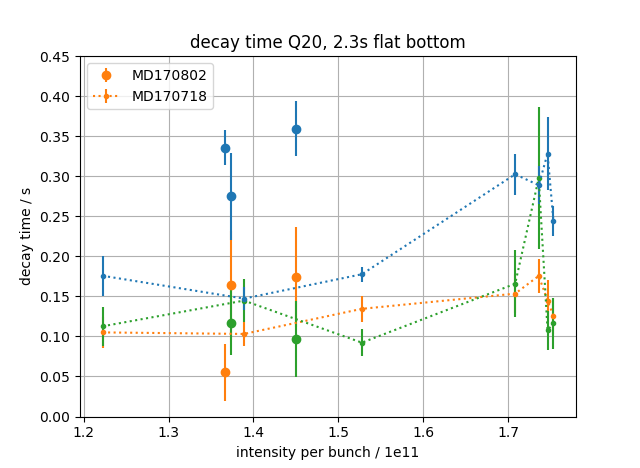 decay time Q20, 2.3s flat bottom
MD170802
MD170718
decay time / s
0.45
0.40
0.35
0.30
0.25
0.20
0.15
0.10
0.05
0.00
1.2 1.3 1.4 1.5 1.6 1.7
intensity per bunch / 1e11